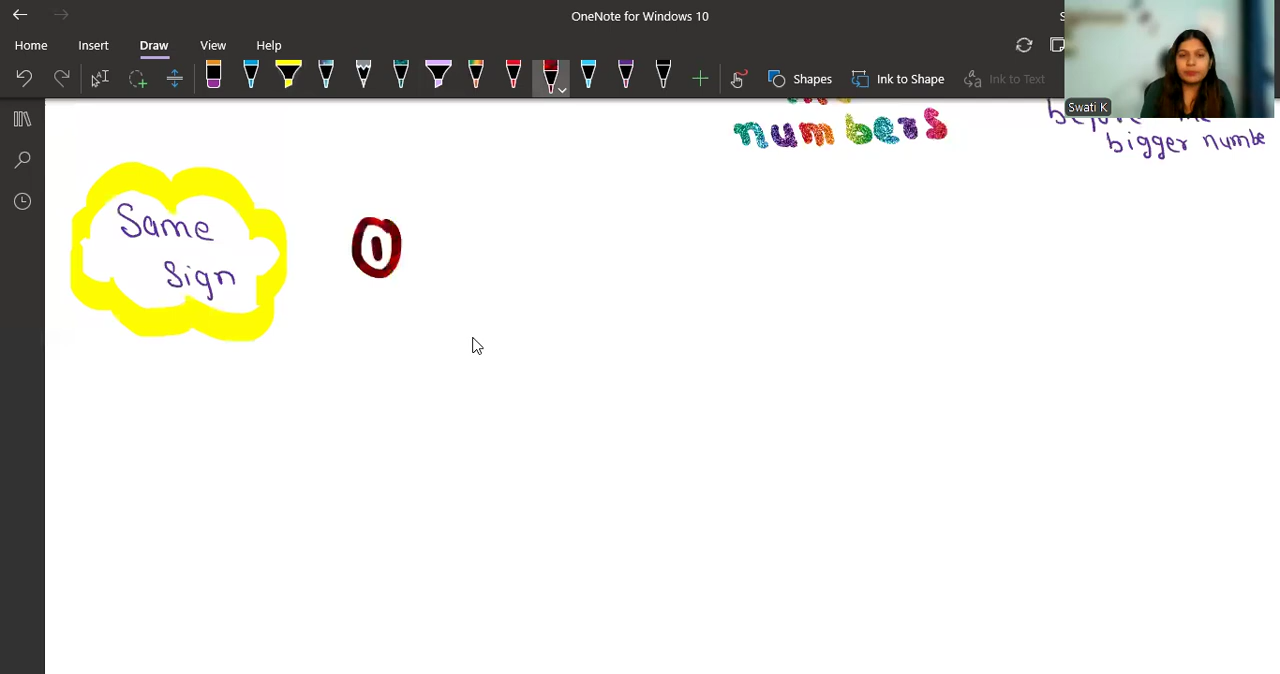 OneNote for Windows 10
Home Insert Draw View Help
Shapes Ink to Shape Ink to Text
Swati K
numbers
bigger numbe
Same
Sign
1